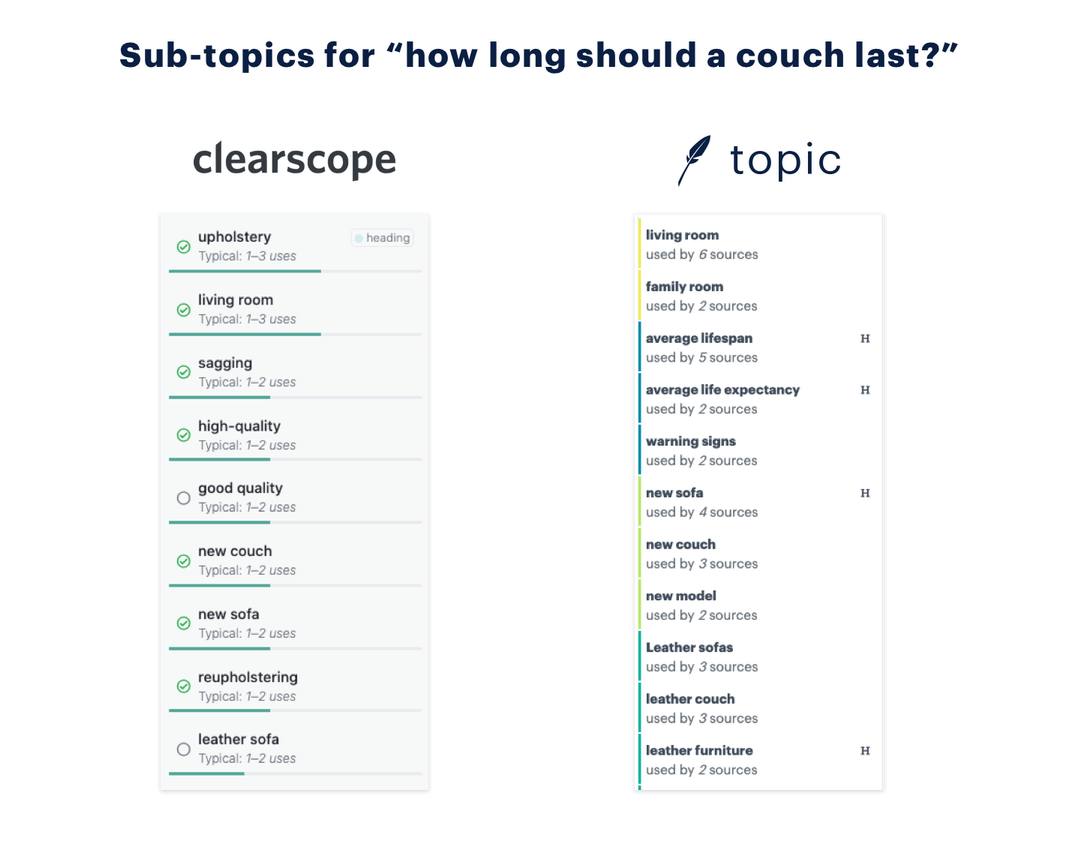 Sub-topics for “how long should a couch last?”
clearscope
upholstery
heading
Typical: 1–3 uses
living room
Typical: 1–3 uses
sagging
Typical: 1–2 uses
high-quality
Typical: 1–2 uses
good quality
Typical: 1–2 uses
new couch
Typical: 1–2 uses
new sofa
Typical: 1–2 uses
reupholstering
Typical: 1–2 uses
leather sofa
Typical: 1–2 uses
topic
living room
used by 6 sources
family room
used by 2 sources
average lifespan H
used by 5 sources
average life expectancy H
used by 2 sources
warning signs
used by 2 sources
new sofa H
used by 4 sources
new couch
used by 3 sources
new model
used by 2 sources
Leather sofas
used by 3 sources
leather couch
used by 3 sources
leather furniture H
used by 2 sources